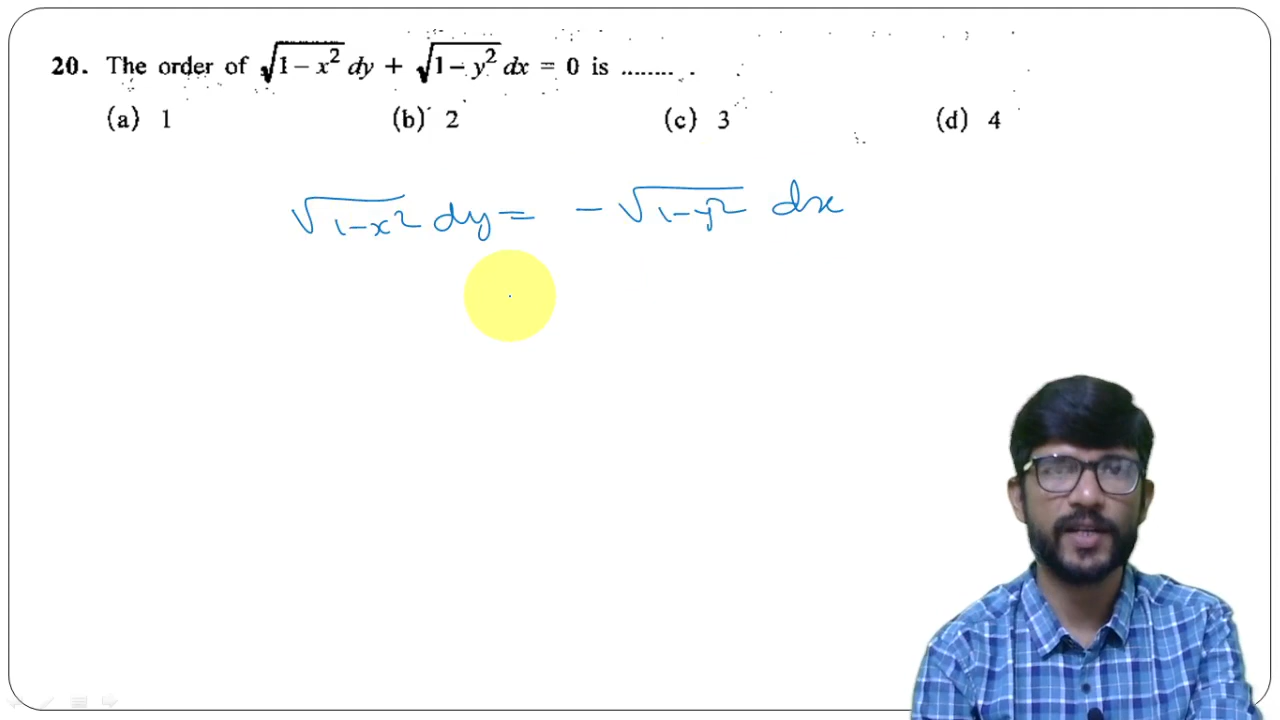 20. The order of √(1 − x²) dy + √(1 − y²) dx = 0 is ........ .
(a) 1 (b) 2 (c) 3 (d) 4
√(1−x²) dy = − √(1−y²) dx